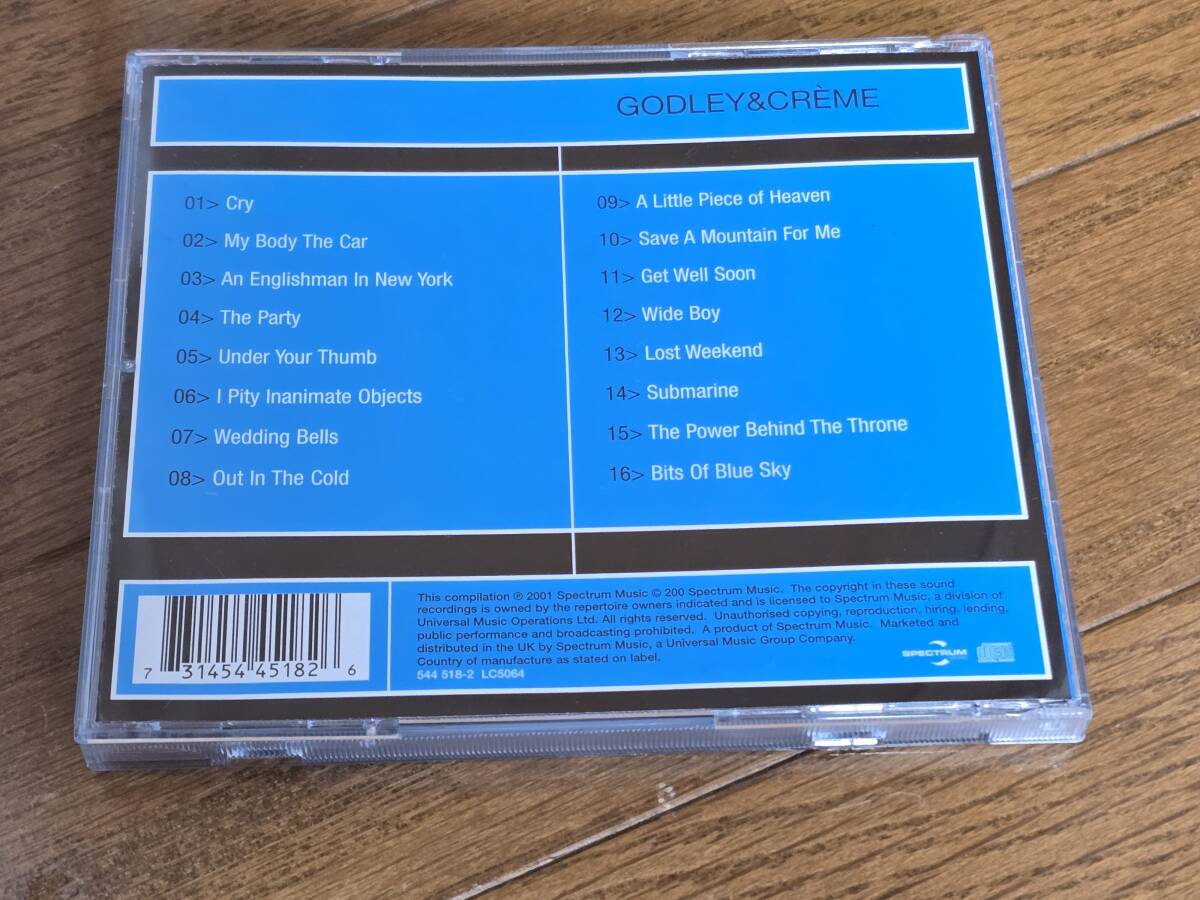 GODLEY&CRÈME
01> Cry
02> My Body The Car
03> An Englishman In New York
04> The Party
05> Under Your Thumb
06> I Pity Inanimate Objects
07> Wedding Bells
08> Out In The Cold
09> A Little Piece of Heaven
10> Save A Mountain For Me
11> Get Well Soon
12> Wide Boy
13> Lost Weekend
14> Submarine
15> The Power Behind The Throne
16> Bits Of Blue Sky
7 31454 45182 6
This compilation ℗ 2001 Spectrum Music © 200 Spectrum Music. The copyright in these sound
recordings is owned by the repertoire owners indicated and is licensed to Spectrum Music, a division of
Universal Music Operations Ltd. All rights reserved. Unauthorised copying, reproduction, hiring, lending,
public performance and broadcasting prohibited. A product of Spectrum Music. Marketed and
distributed in the UK by Spectrum Music, a Universal Music Group Company.
Country of manufacture as stated on label.
544 518-2 LC5064
SPECTRUM